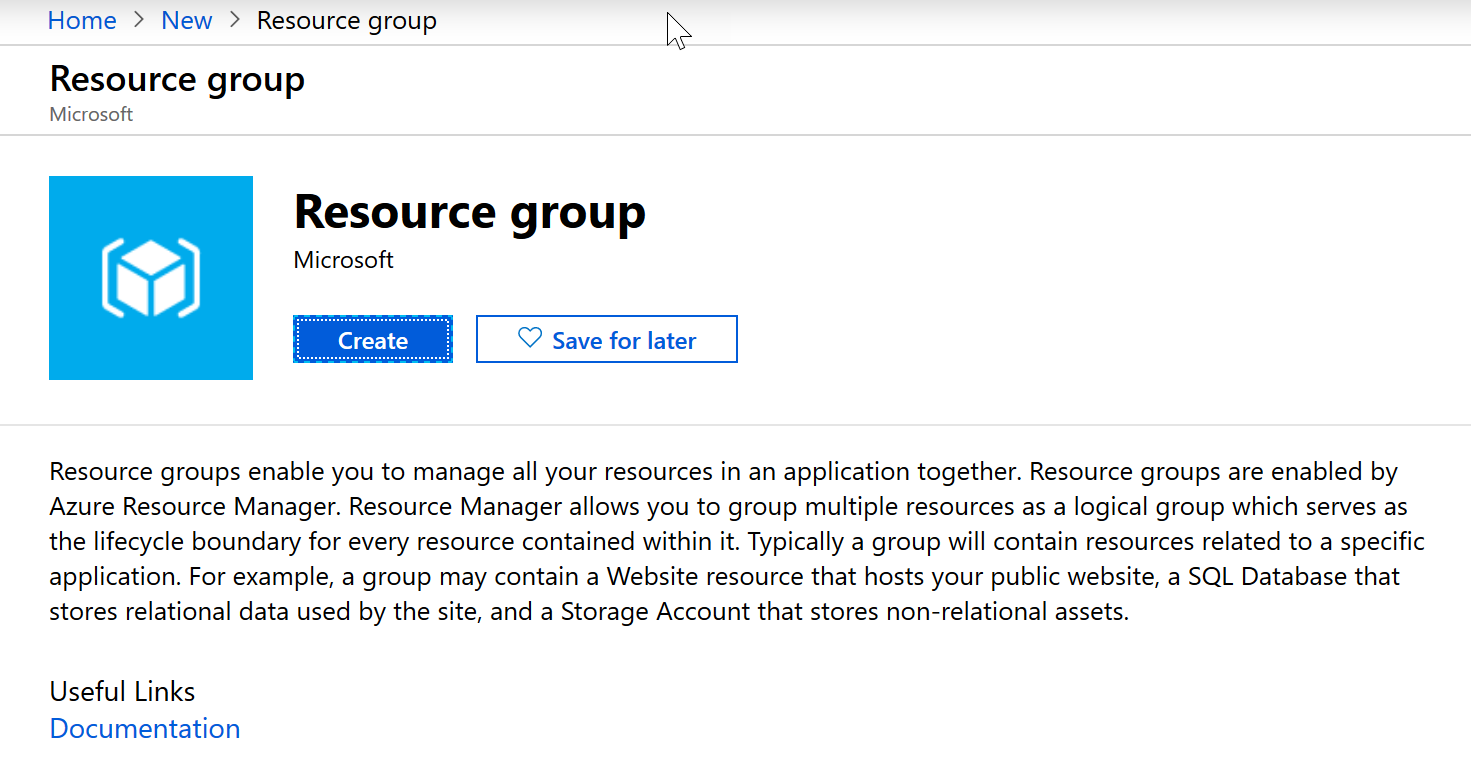 Home > New > Resource group
Resource group
Microsoft
Resource group
Microsoft
Create
Save for later
Resource groups enable you to manage all your resources in an application together. Resource groups are enabled by
Azure Resource Manager. Resource Manager allows you to group multiple resources as a logical group which serves as
the lifecycle boundary for every resource contained within it. Typically a group will contain resources related to a specific
application. For example, a group may contain a Website resource that hosts your public website, a SQL Database that
stores relational data used by the site, and a Storage Account that stores non-relational assets.
Useful Links
Documentation